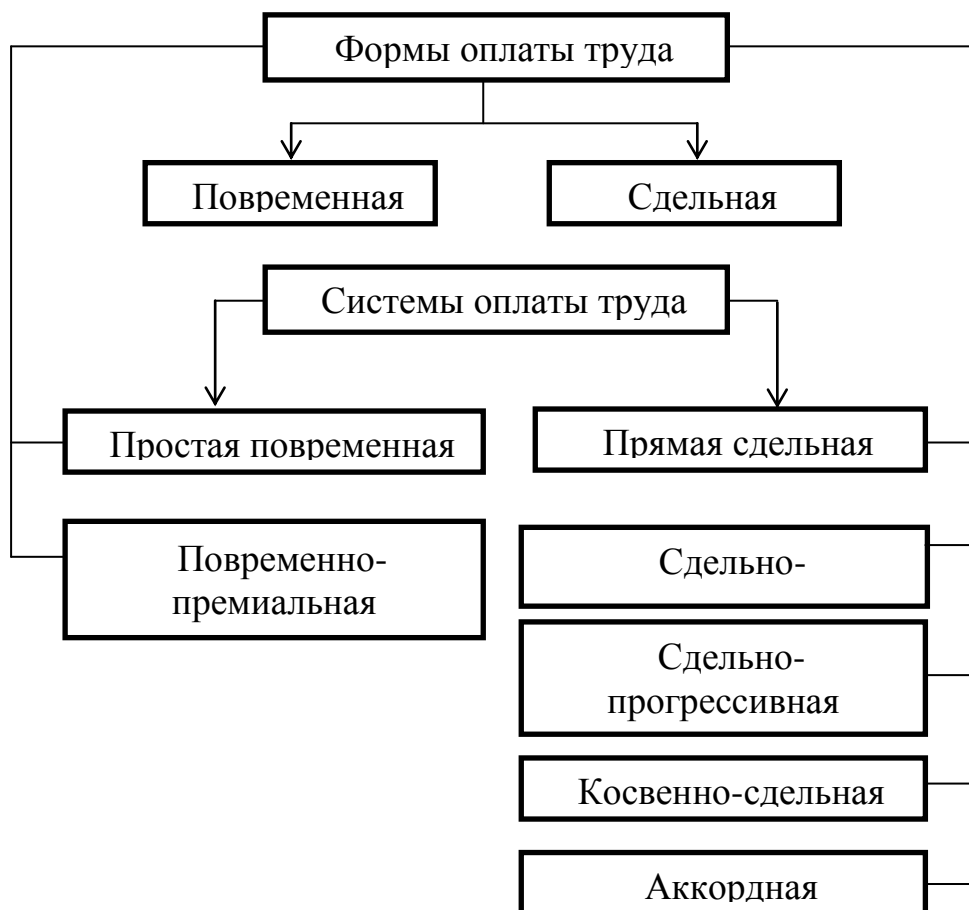 Формы оплаты труда
Повременная
Сдельная
Системы оплаты труда
Простая повременная
Прямая сдельная
Повременно-
премиальная
Сдельно-
Сдельно-
прогрессивная
Косвенно-сдельная
Аккордная